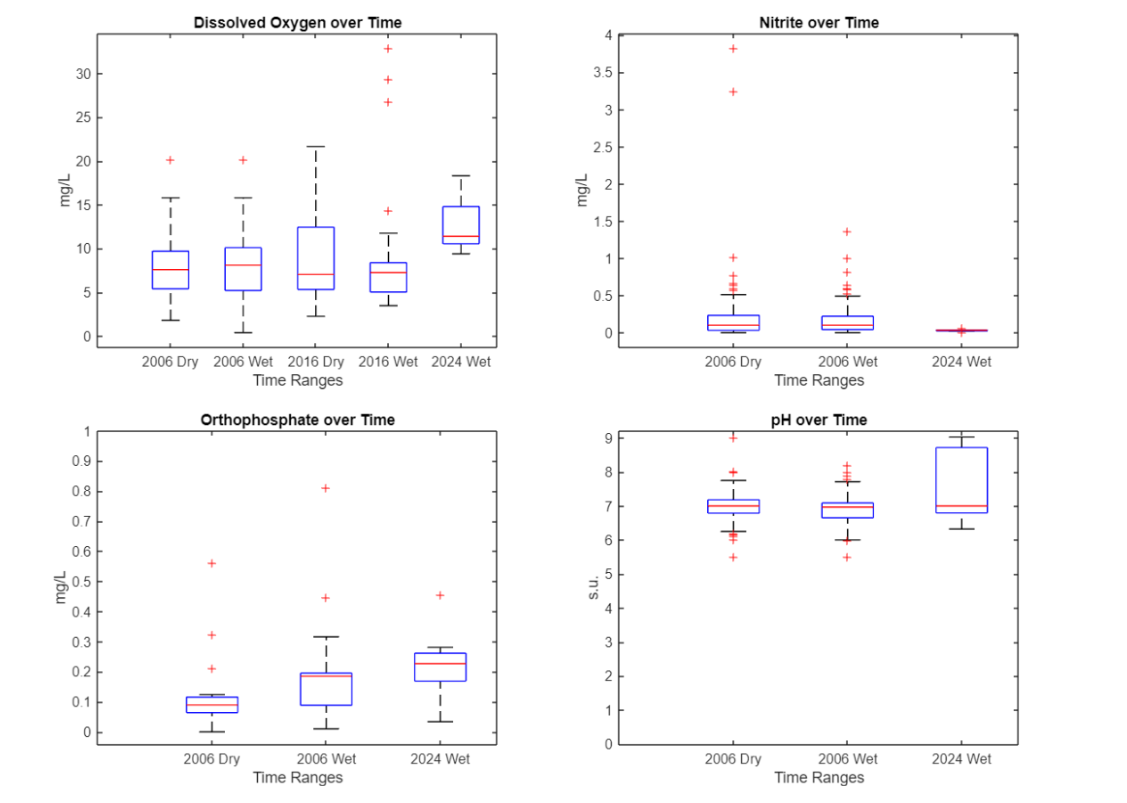 Dissolved Oxygen over Time
mg/L
30
25
20
15
10
5
0
2006 Dry 2006 Wet 2016 Dry 2016 Wet 2024 Wet
Time Ranges
Nitrite over Time
mg/L
4
3.5
3
2.5
2
1.5
1
0.5
0
2006 Dry 2006 Wet 2024 Wet
Time Ranges
Orthophosphate over Time
mg/L
1
0.9
0.8
0.7
0.6
0.5
0.4
0.3
0.2
0.1
0
2006 Dry 2006 Wet 2024 Wet
Time Ranges
pH over Time
s.u.
9
8
7
6
5
4
3
2
1
0
2006 Dry 2006 Wet 2024 Wet
Time Ranges